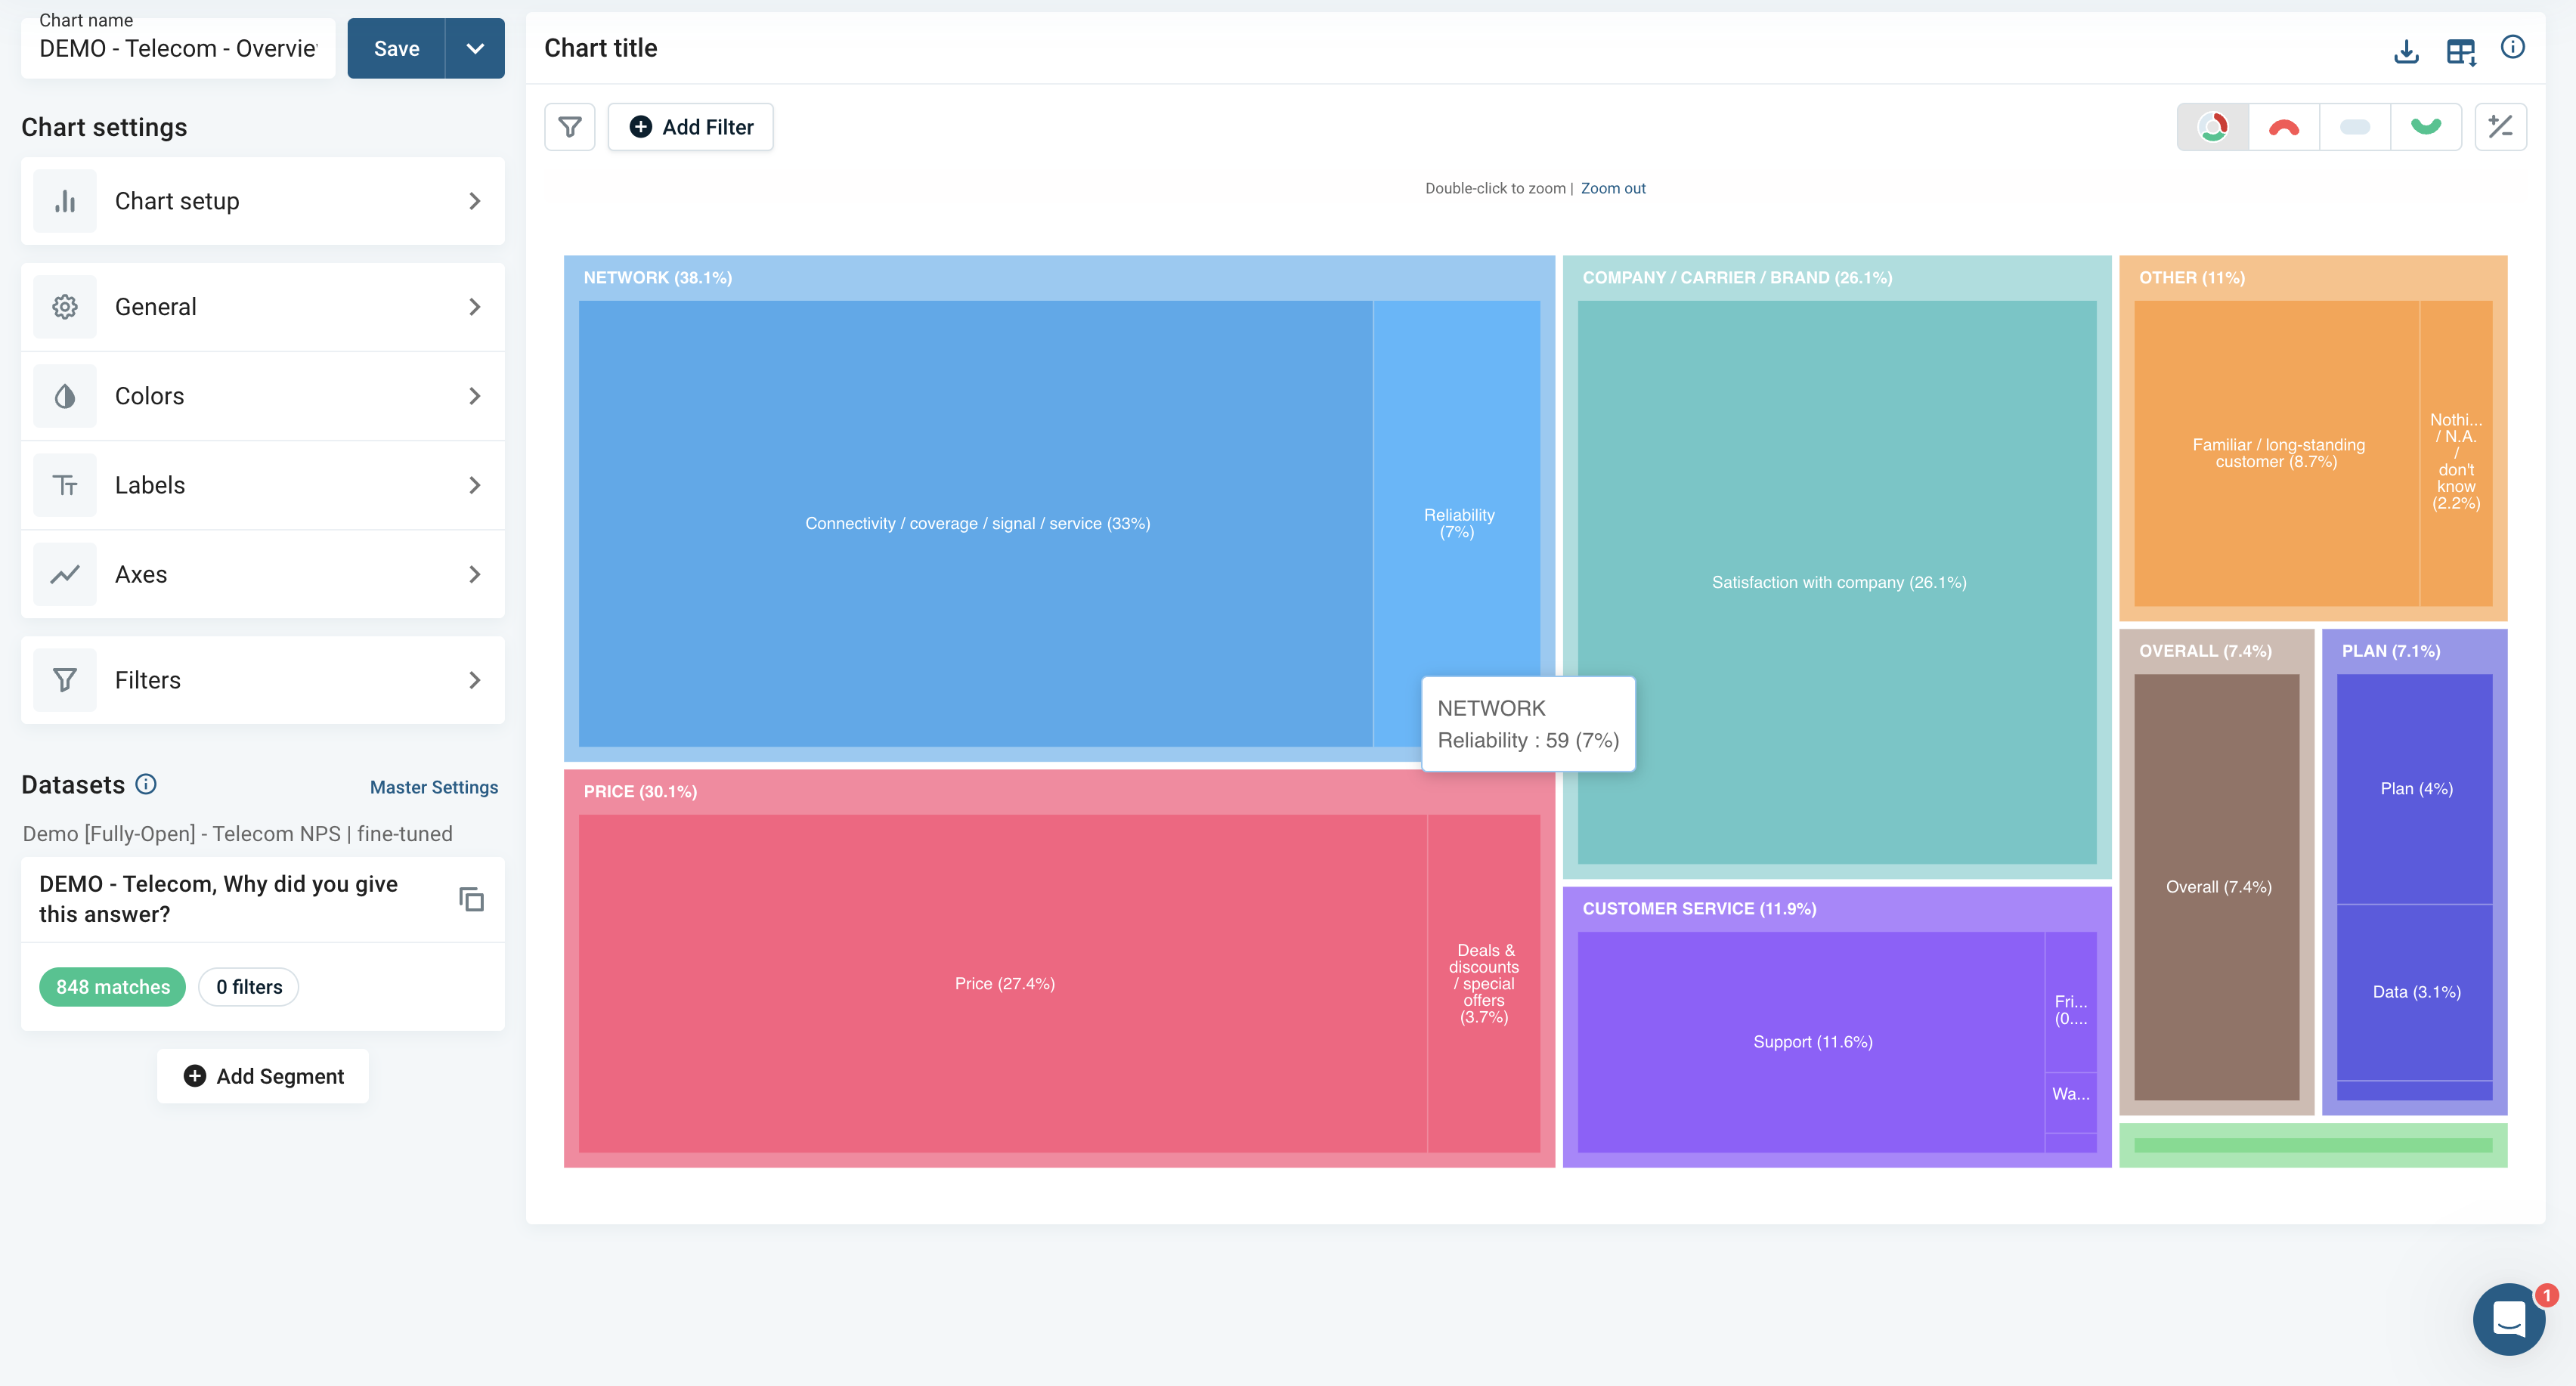 Chart name
DEMO - Telecom - Overvie
Save
Chart settings
Chart setup
General
Colors
Labels
Axes
Filters
Datasets
Master Settings
Demo [Fully-Open] - Telecom NPS | fine-tuned
DEMO - Telecom, Why did you give
this answer?
848 matches
0 filters
Add Segment
Chart title
Add Filter
Double-click to zoom | Zoom out
NETWORK (38.1%)
Connectivity / coverage / signal / service (33%)
Reliability
(7%)
NETWORK
Reliability : 59 (7%)
PRICE (30.1%)
Price (27.4%)
Deals &
discounts
/ special
offers
(3.7%)
COMPANY / CARRIER / BRAND (26.1%)
Satisfaction with company (26.1%)
CUSTOMER SERVICE (11.9%)
Support (11.6%)
Fri...
(0....
Wa...
OTHER (11%)
Familiar / long-standing
customer (8.7%)
Nothi...
/ N.A.
/
don't
know
(2.2%)
OVERALL (7.4%)
Overall (7.4%)
PLAN (7.1%)
Plan (4%)
Data (3.1%)
1